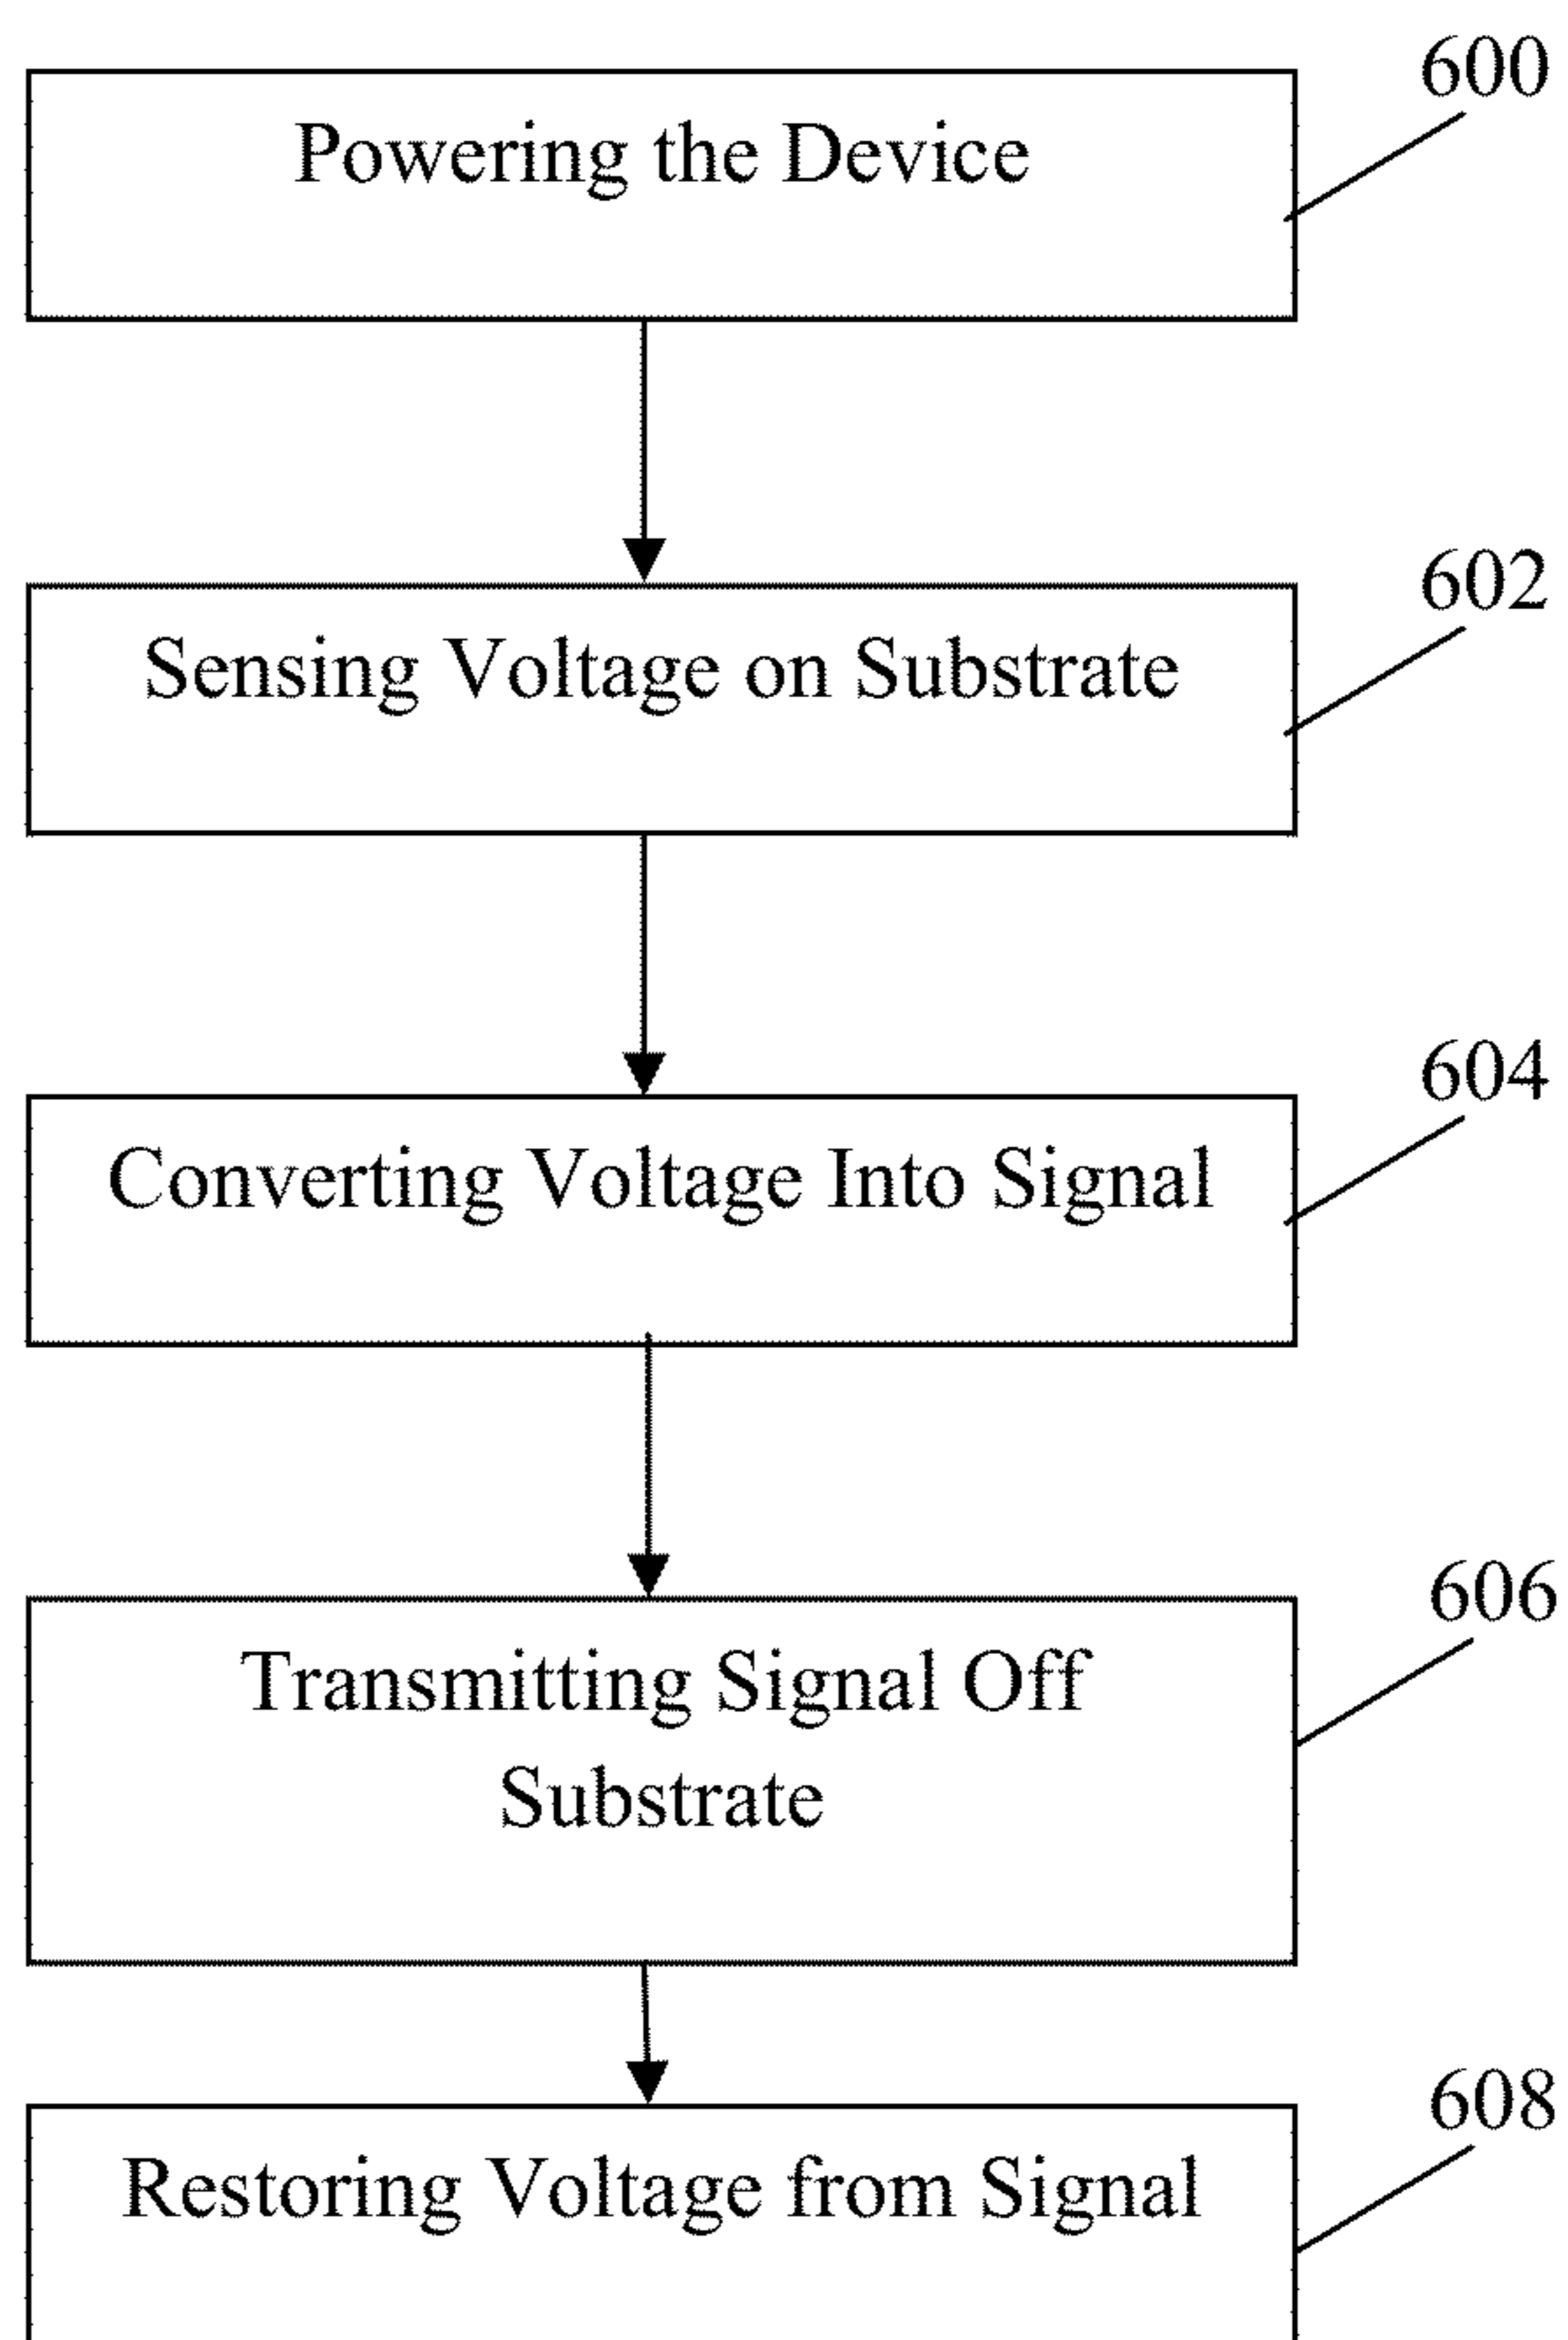 600
Powering the Device
602
Sensing Voltage on Substrate
604
Converting Voltage Into Signal
606
Transmitting Signal Off
Substrate
608
Restoring Voltage from Signal